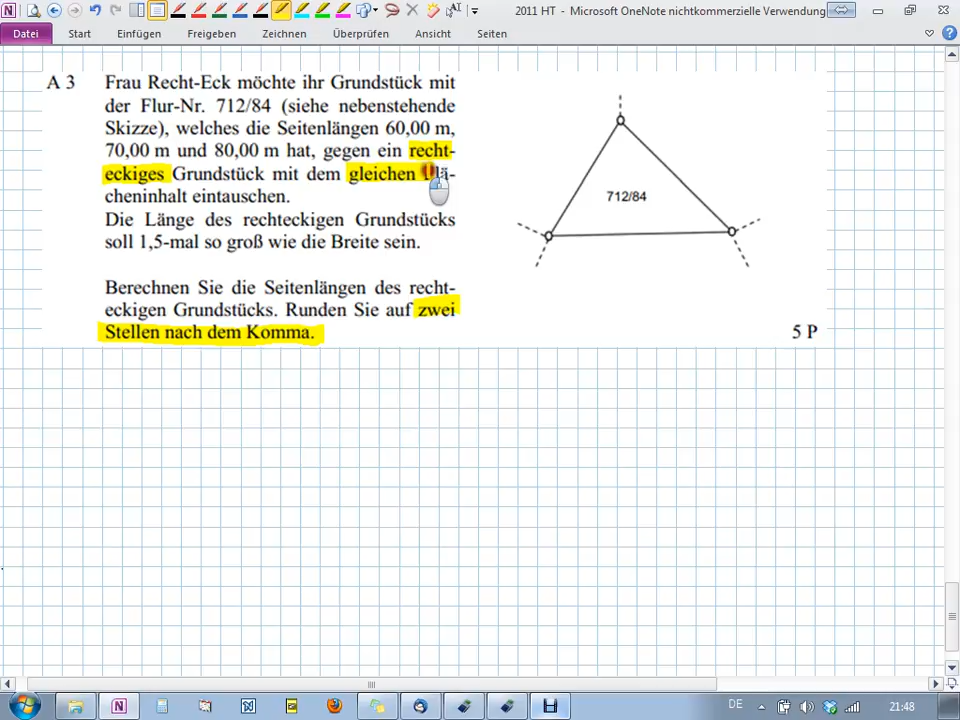 2011 HT - Microsoft OneNote nichtkommerzielle Verwendung
Datei Start Einfügen Freigeben Zeichnen Überprüfen Ansicht Seiten
A 3 Frau Recht-Eck möchte ihr Grundstück mit
der Flur-Nr. 712/84 (siehe nebenstehende
Skizze), welches die Seitenlängen 60,00 m,
70,00 m und 80,00 m hat, gegen ein recht-
eckiges Grundstück mit dem gleichen Flä-
cheninhalt eintauschen.
Die Länge des rechteckigen Grundstücks
soll 1,5-mal so groß wie die Breite sein.
Berechnen Sie die Seitenlängen des recht-
eckigen Grundstücks. Runden Sie auf zwei
Stellen nach dem Komma.
712/84
5 P
DE 21:48